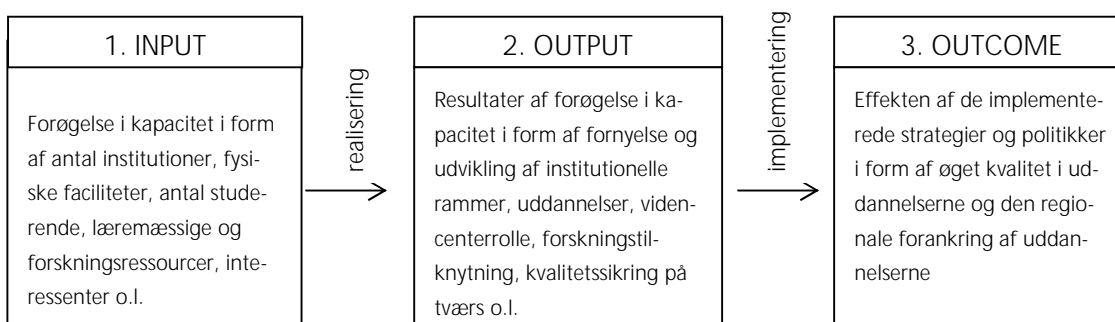 1. INPUT
Forøgelse i kapacitet i form
af antal institutioner, fysi-
ske faciliteter, antal stude-
rende, læremæssige og
forskningsressourcer, inte-
ressenter o.l.
realisering
2. OUTPUT
Resultater af forøgelse i ka-
pacitet i form af fornyelse og
udvikling af institutionelle
rammer, uddannelser, viden-
centerrolle, forskningstil-
knytning, kvalitetssikring på
tværs o.l.
implementering
3. OUTCOME
Effekten af de implemente-
rede strategier og politikker
i form af øget kvalitet i ud-
dannelserne og den regio-
nale forankring af uddan-
nelserne